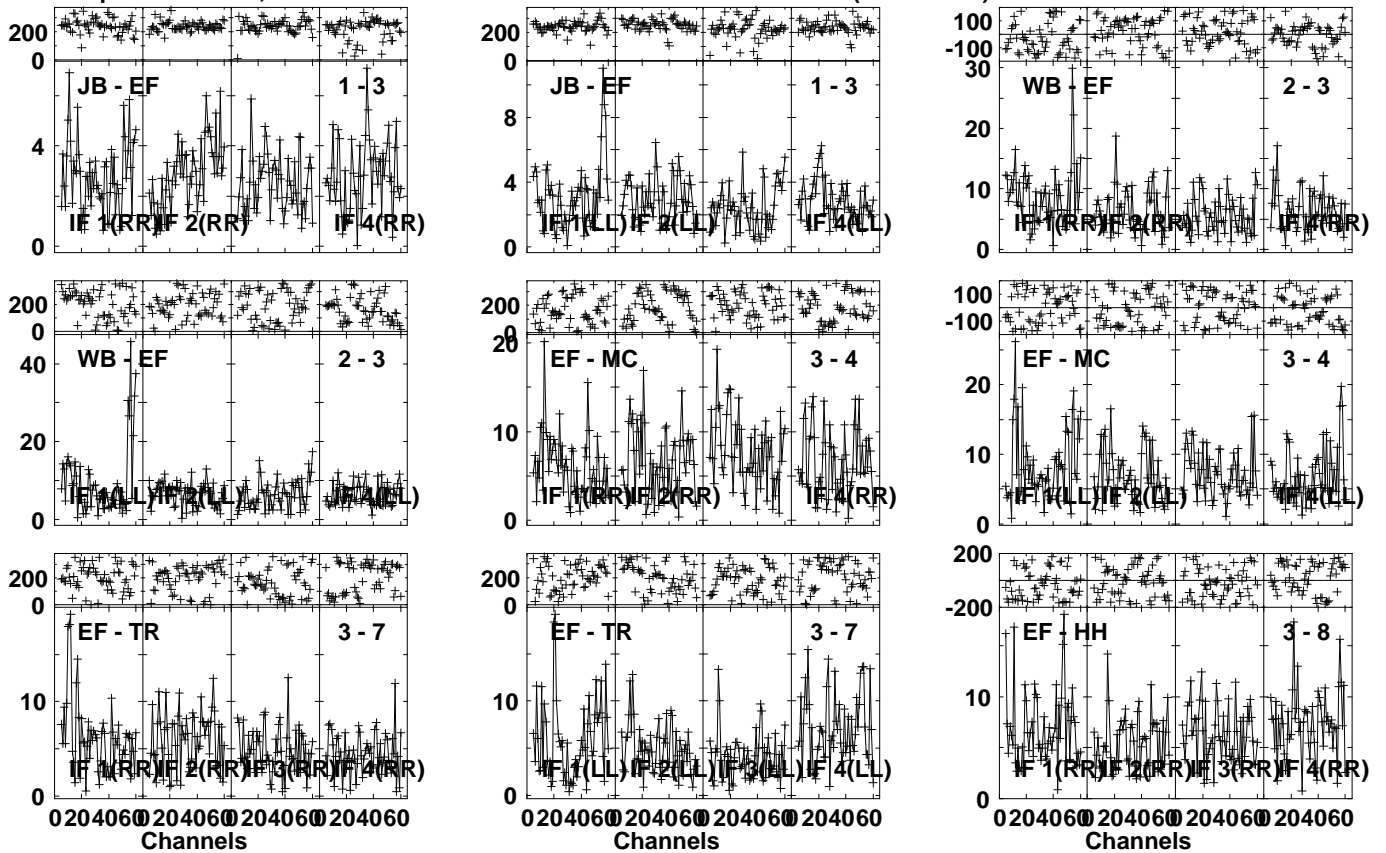 200 200 100
0 -100
JB - EF 1 - 3 JB - EF 1 - 3 WB - EF 2 - 3
30
8 20
4 4 10
IF 1(RR) IF 2(RR) IF 4(RR) IF 1(LL) IF 2(LL) IF 4(LL) IF 1(RR) IF 2(RR) IF 4(RR)
0 0 0
200 200 100
0 0 -100
WB - EF 2 - 3 EF - MC 3 - 4 EF - MC 3 - 4
40 20
20 10 20
10
IF 1(LL) IF 2(LL) IF 4(LL) IF 1(RR) IF 2(RR) IF 4(RR) IF 1(LL) IF 2(LL) IF 4(LL)
0 0 0
200 200 200
0 0 -200
EF - TR 3 - 7 EF - TR 3 - 7 EF - HH 3 - 8
10 10 10
IF 1(RR) IF 2(RR) IF 3(RR) IF 4(RR) IF 1(LL) IF 2(LL) IF 3(LL) IF 4(LL) IF 1(RR) IF 2(RR) IF 3(RR) IF 4(RR)
0 0 0
0 20 40 60 0 20 40 60 0 20 40 60 0 20 40 60 0 20 40 60 0 20 40 60 0 20 40 60 0 20 40 60 0 20 40 60 0 20 40 60 0 20 40 60 0 20 40 60
Channels Channels Channels